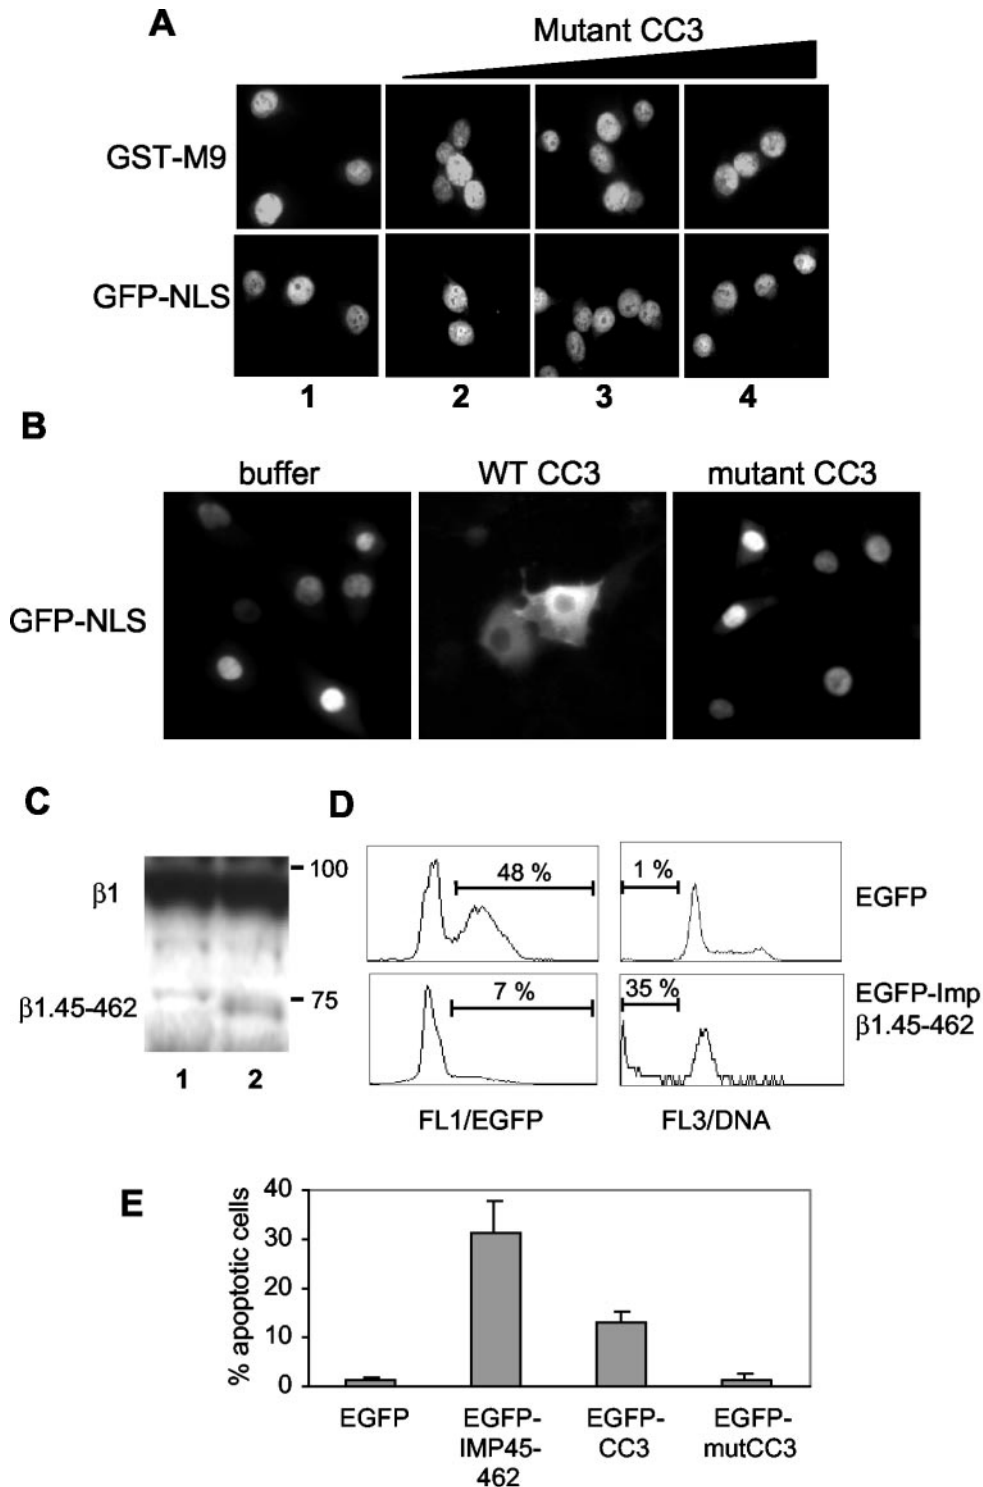 A
Mutant CC3
GST-M9
GFP-NLS
1 2 3 4
B
buffer WT CC3 mutant CC3
GFP-NLS
C
β1
100
β1.45-462
75
1 2
D
48 %
1 %
EGFP
7 %
35 %
EGFP-Imp
β1.45-462
FL1/EGFP
FL3/DNA
E
% apoptotic cells
40
30
20
10
0
EGFP
EGFP-
IMP45-
462
EGFP-
CC3
EGFP-
mutCC3